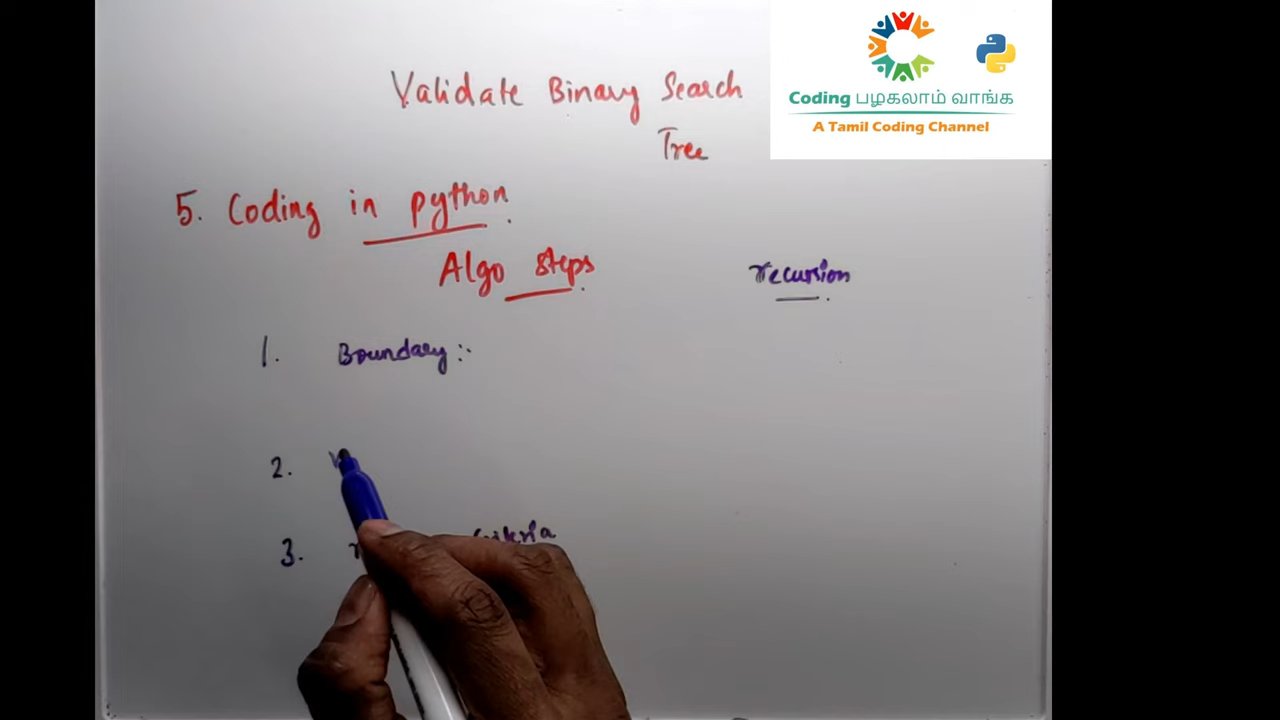 Validate Binary Search
Tree
Coding பழகலாம் வாங்க
A Tamil Coding Channel
5. Coding in python.
Algo steps.
recursion.
1. Boundary :-
2.
3.